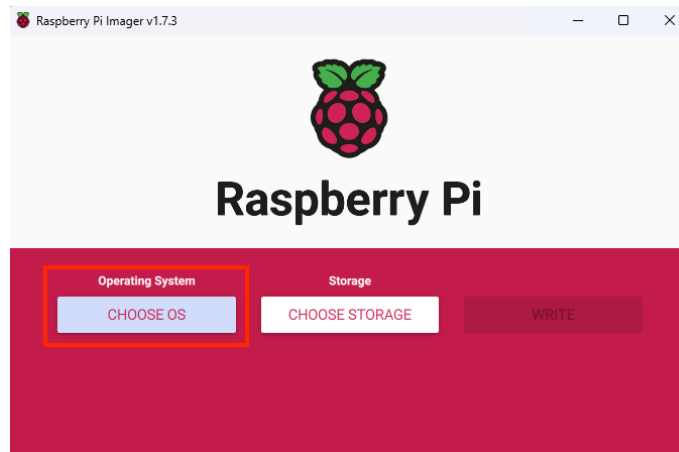 Raspberry Pi Imager v1.7.3
Raspberry Pi
Operating System
Storage
CHOOSE OS
CHOOSE STORAGE
WRITE